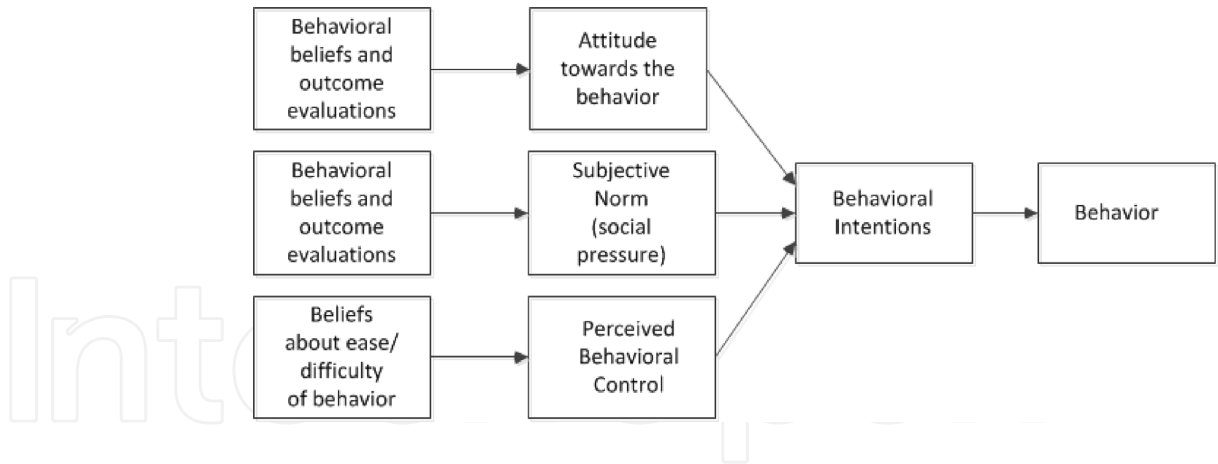 Behavioral
beliefs and
outcome
evaluations
Attitude
towards the
behavior
Behavioral
beliefs and
outcome
evaluations
Subjective
Norm
(social
pressure)
Behavioral
Intentions
Behavior
Beliefs
about ease/
difficulty
of behavior
Perceived
Behavioral
Control